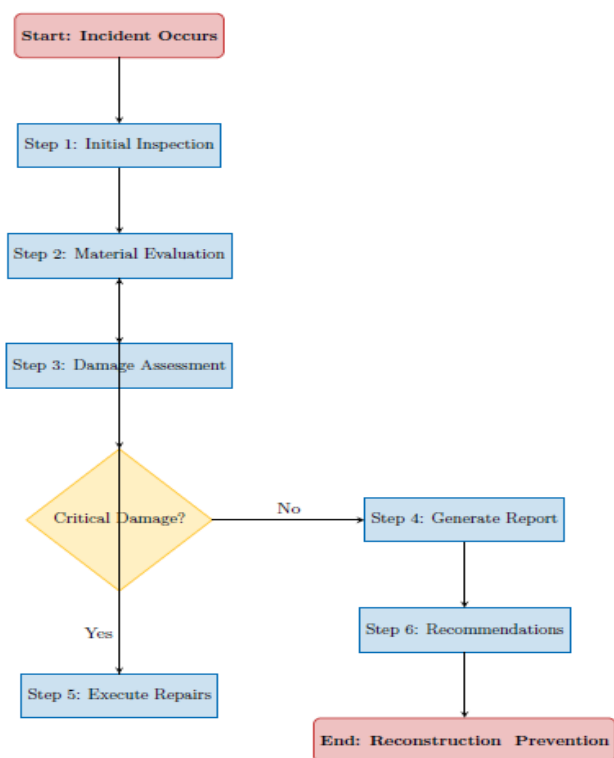 Start: Incident Occurs
Step 1: Initial Inspection
Step 2: Material Evaluation
Step 3: Damage Assessment
Critical Damage?
No
Step 4: Generate Report
Step 6: Recommendations
Yes
Step 5: Execute Repairs
End: Reconstruction Prevention